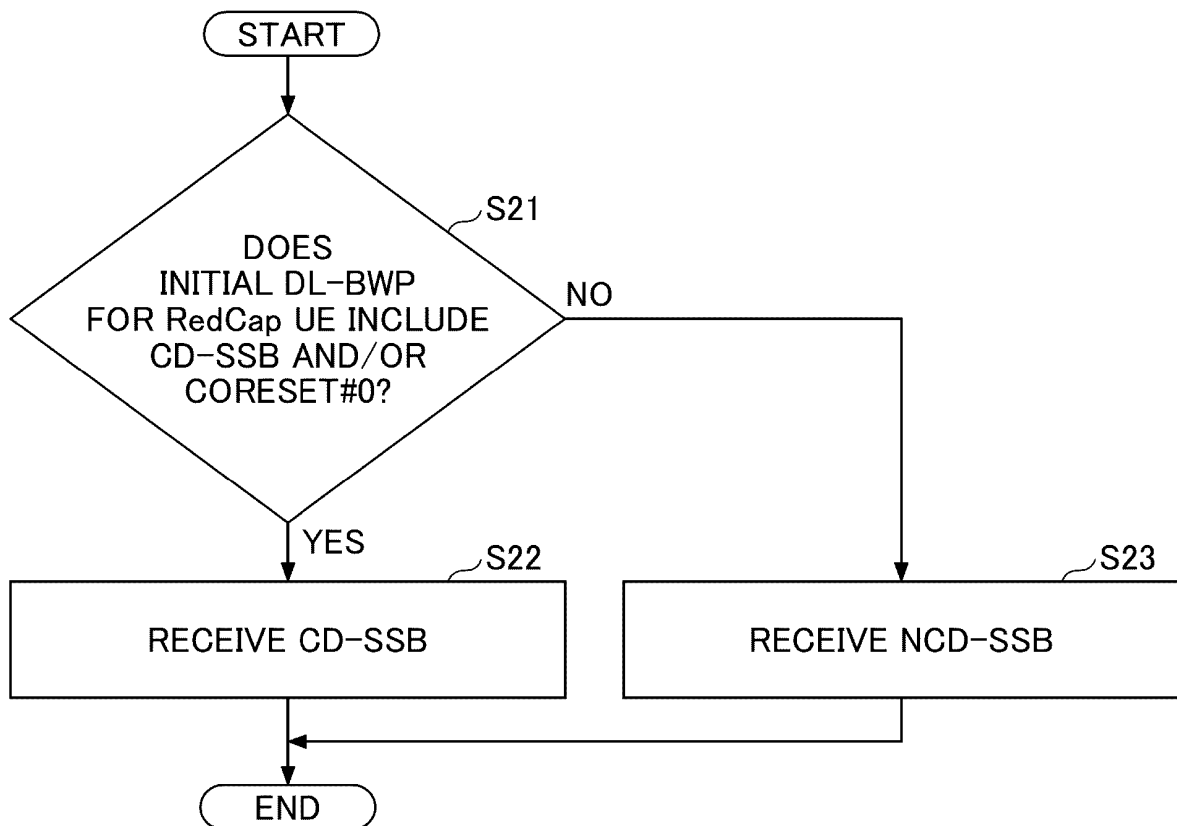 START
S21
DOES
INITIAL DL-BWP
FOR RedCap UE INCLUDE
CD-SSB AND/OR
CORESET#0?
NO
YES
S22
RECEIVE CD-SSB
S23
RECEIVE NCD-SSB
END